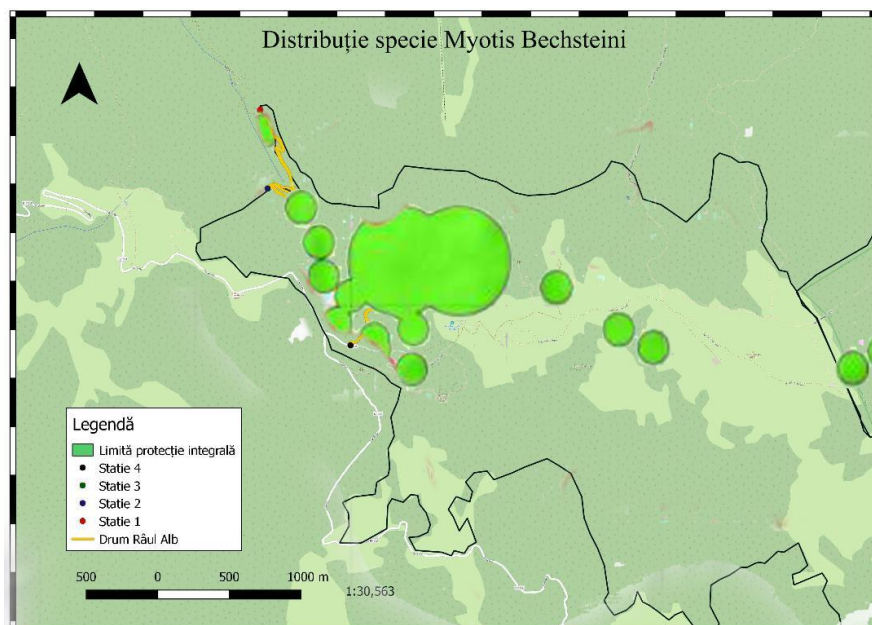 Distribuție specie Myotis Bechsteini
Legendă
Limită protecție integrală
Statie 4
Statie 3
Statie 2
Statie 1
Drum Râul Alb
500 0 500 1000 m
1:30,563